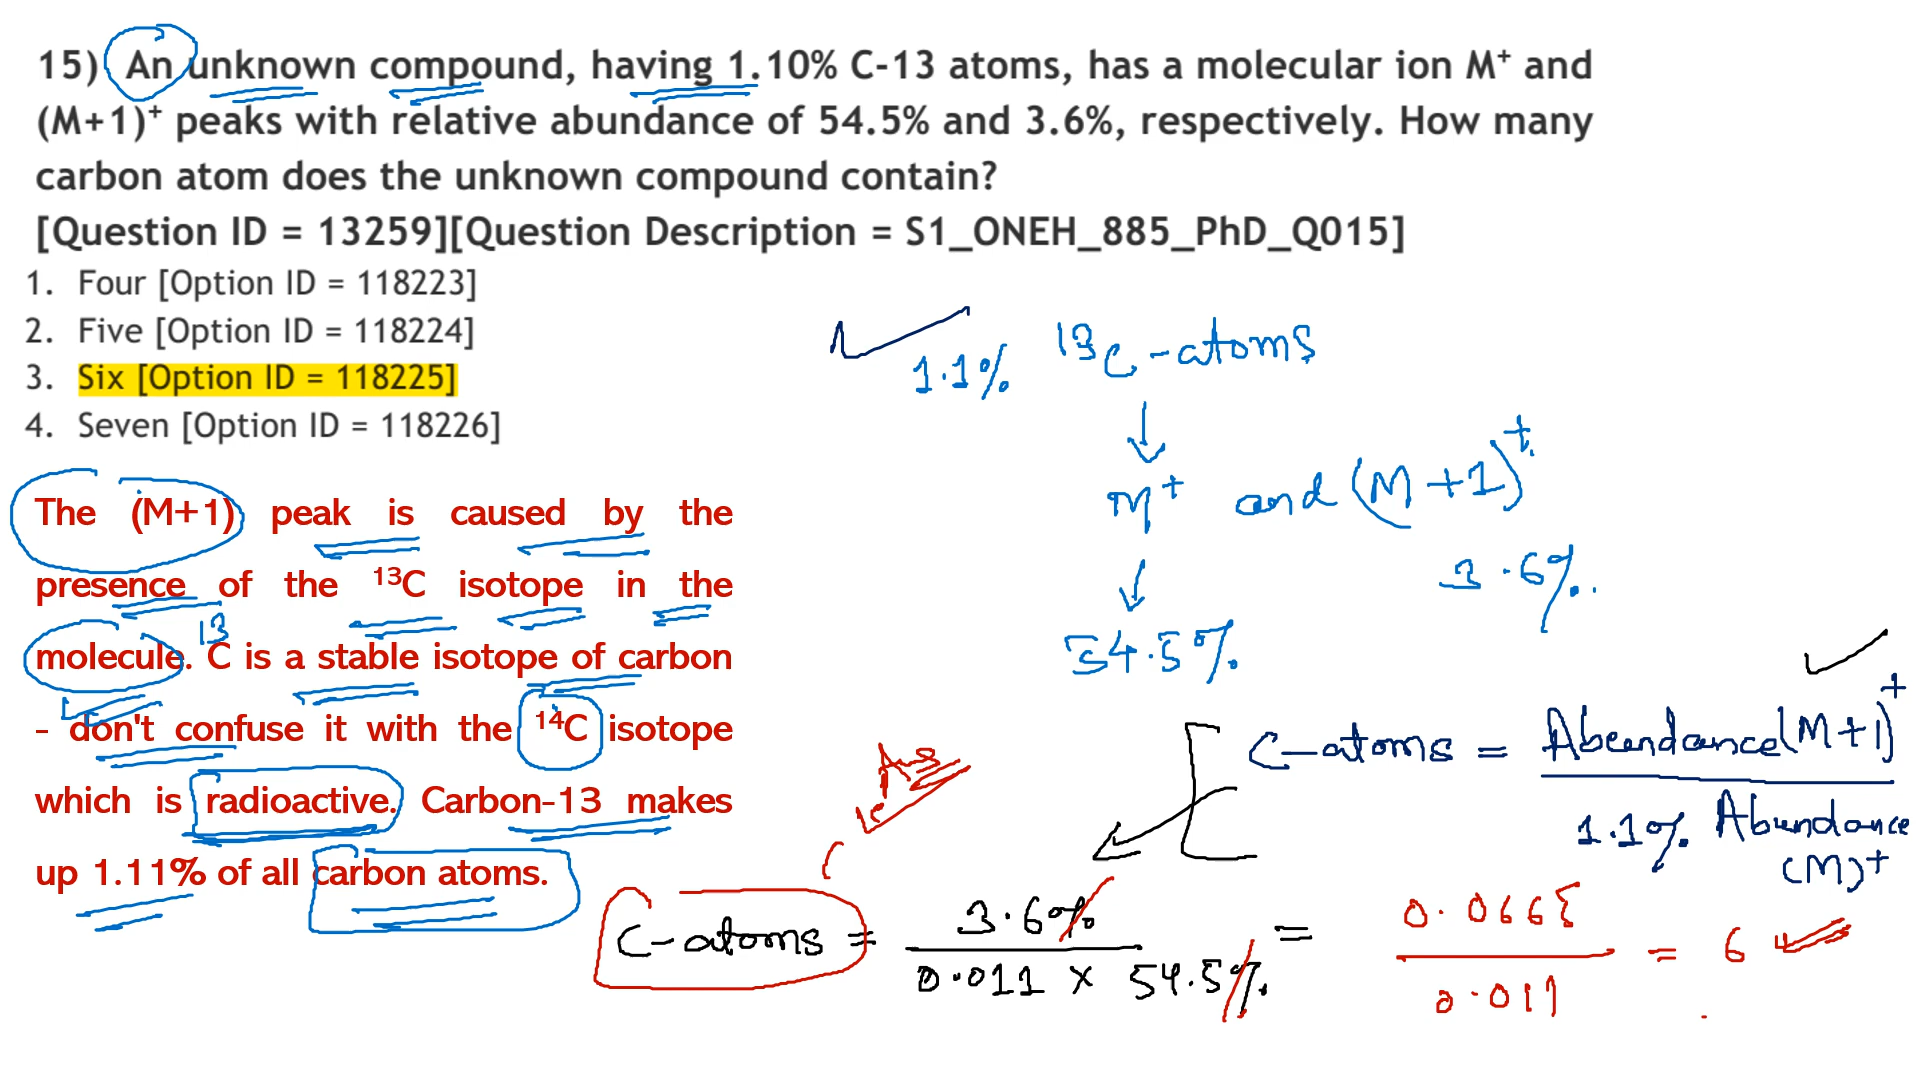 15) An unknown compound, having 1.10% C-13 atoms, has a molecular ion M⁺ and
(M+1)⁺ peaks with relative abundance of 54.5% and 3.6%, respectively. How many
carbon atom does the unknown compound contain?
[Question ID = 13259][Question Description = S1_ONEH_885_PhD_Q015]
1. Four [Option ID = 118223]
2. Five [Option ID = 118224]
3. Six [Option ID = 118225]
4. Seven [Option ID = 118226]
The (M+1) peak is caused by the
presence of the ¹³C isotope in the
molecule. ¹³C is a stable isotope of carbon
- don't confuse it with the ¹⁴C isotope
which is radioactive. Carbon-13 makes
up 1.11% of all carbon atoms.
1.1% ¹³C-atoms
M⁺ and (M+1)⁺
3.6%.
54.5%.
C-atoms = Abundance(M+1)⁺
1.1% Abundance
(M)⁺
Ans
C-atoms = 3.6% / 0.011 × 54.5% = 0.066 / 0.011 = 6